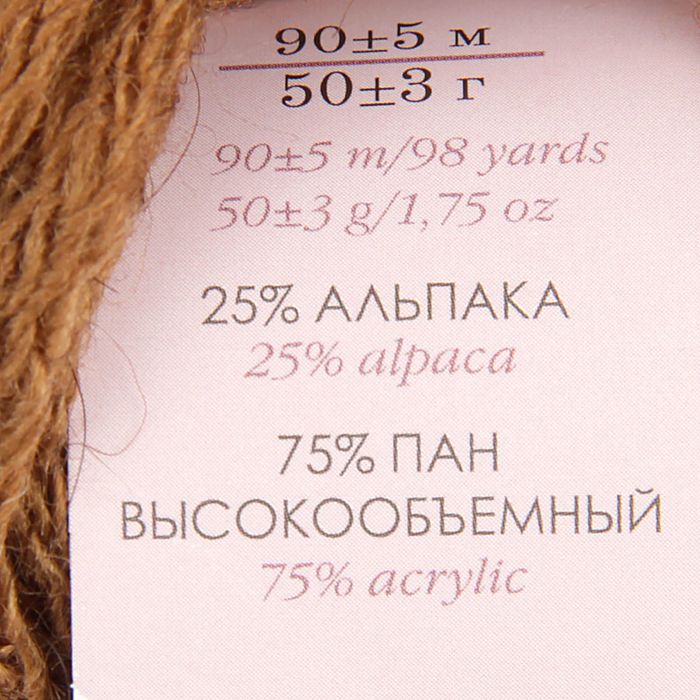 90±5 м
50±3 г
90±5 m/98 yards
50±3 g/1,75 oz
25% АЛЬПАКА
25% alpaca
75% ПАН
ВЫСОКООБЪЕМНЫЙ
75% acrylic